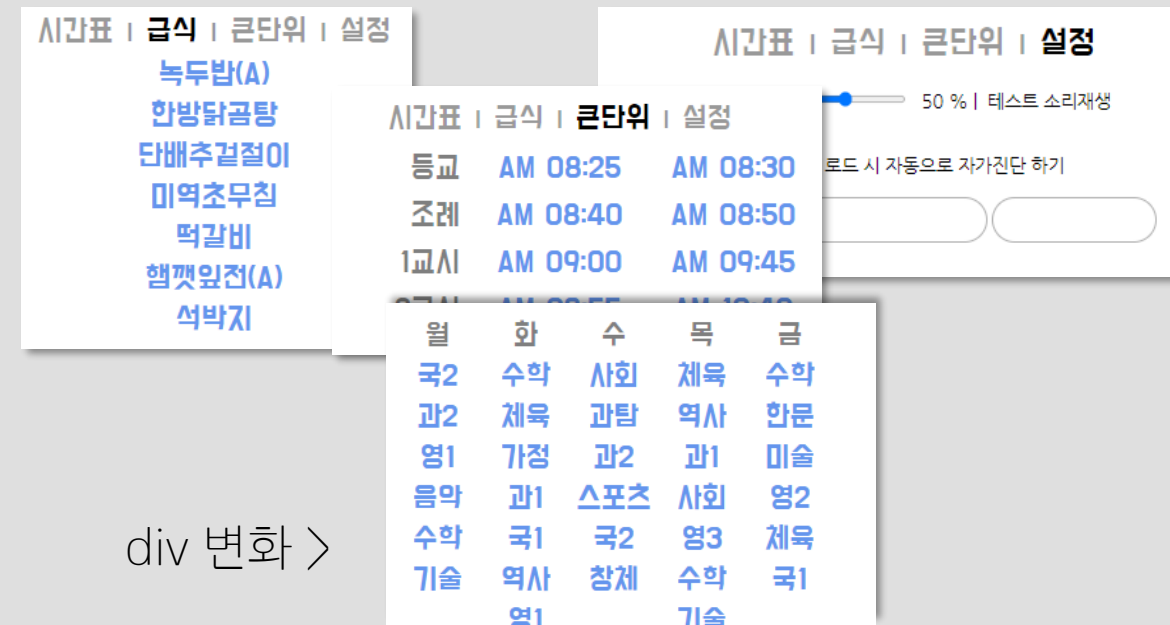 시간표 | 급식 | 큰단위 | 설정
녹두밥(A)
한방닭곰탕
단배추겉절이
미역초무침
떡갈비
햄깻잎전(A)
석박지
시간표 | 급식 | 큰단위 | 설정
50 % | 테스트 소리재생
로드 시 자동으로 자가진단 하기
시간표 | 급식 | 큰단위 | 설정
등교 AM 08:25 AM 08:30
조례 AM 08:40 AM 08:50
1교시 AM 09:00 AM 09:45
월 화 수 목 금
국2 수학 사회 체육 수학
과2 체육 과탐 역사 한문
영1 가정 과2 과1 미술
음악 과1 스포츠 사회 영2
수학 국1 국2 영3 체육
기술 역사 창체 수학 국1
영1 기술
div 변화 >